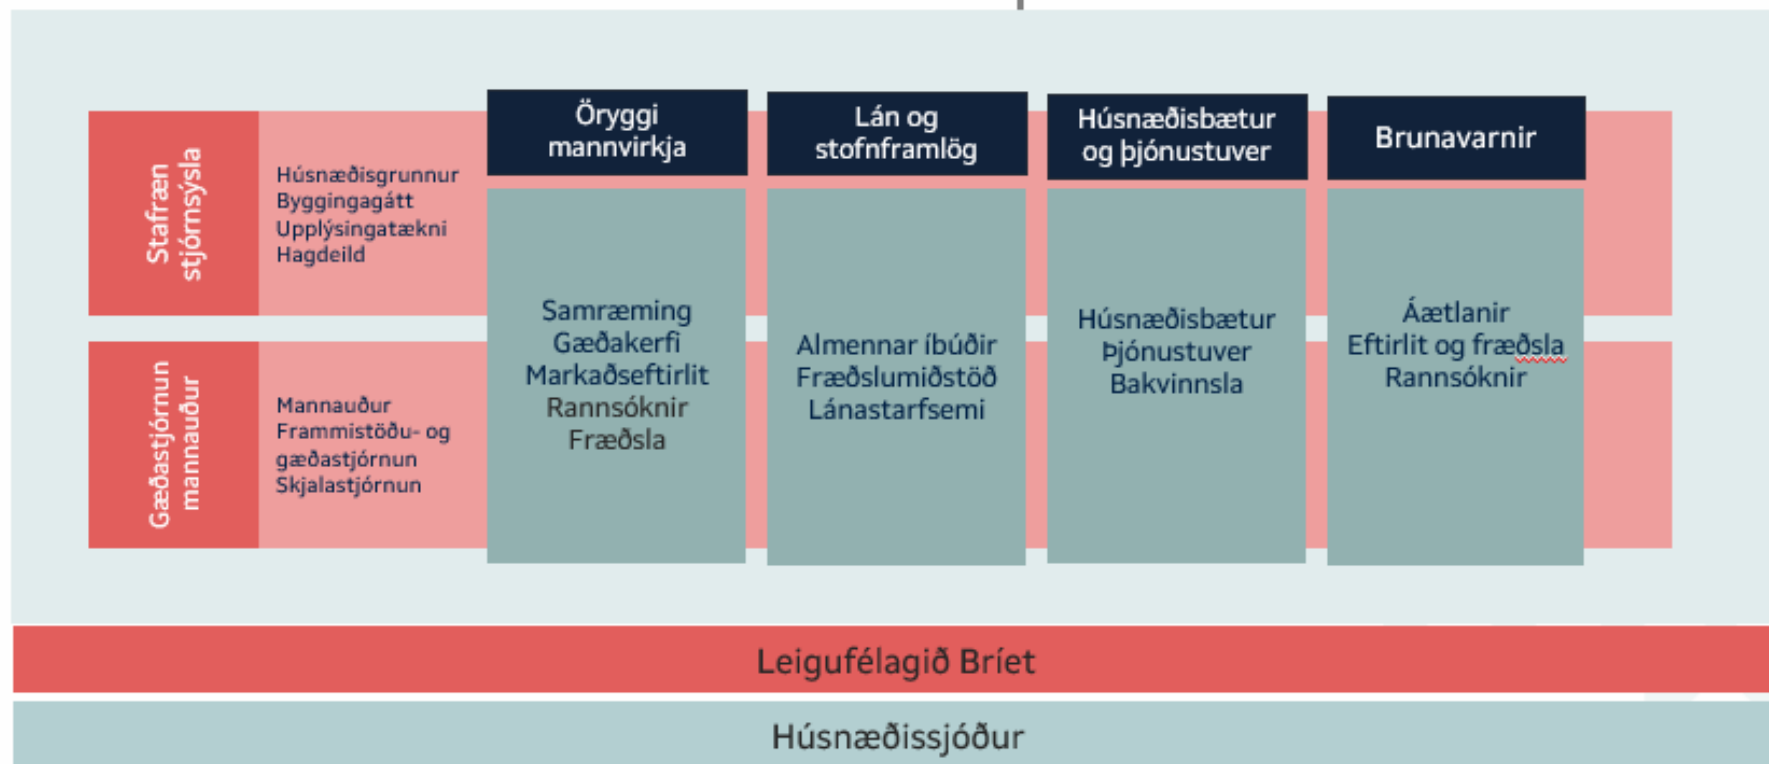 Stafræn
stjórnsýsla
Húsnæðisgrunnur
Byggingagátt
Upplýsingatækni
Hagdeild
Gæðastjórnun
mannauður
Mannauður
Frammistöðu- og
gæðastjórnun
Skjalastjórnun
Öryggi
mannvirkja
Samræming
Gæðakerfi
Markaðseftirlit
Rannsóknir
Fræðsla
Lán og
stofnframlög
Almennar íbúðir
Fræðslumiðstöð
Lánastarfsemi
Húsnæðisbætur
og þjónustuver
Húsnæðisbætur
Þjónustuver
Bakvinnsla
Brunavarnir
Áætlanir
Eftirlit og fræðsla
Rannsóknir
Leigufélagið Bríet
Húsnæðissjóður